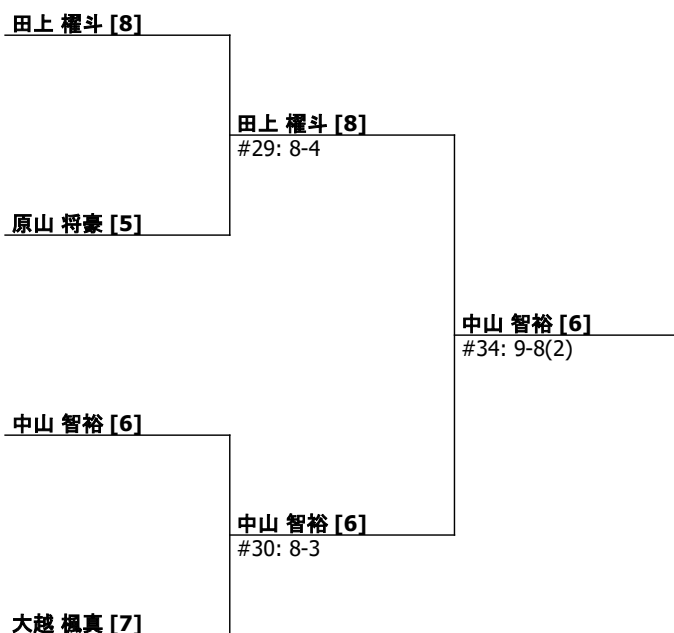 田上 櫂斗 [8]
田上 櫂斗 [8]
#29: 8-4
原山 将豪 [5]
中山 智裕 [6]
#34: 9-8(2)
中山 智裕 [6]
中山 智裕 [6]
#30: 8-3
大越 楓真 [7]